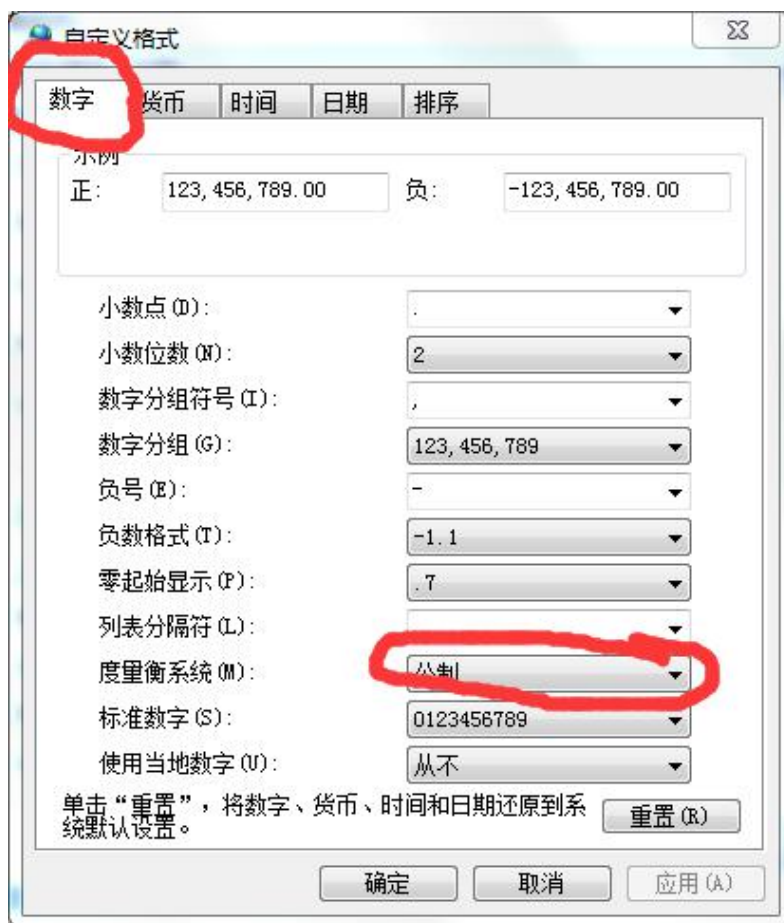 自定义格式
数字 货币 时间 日期 排序
示例
正: 123,456,789.00 负: -123,456,789.00
小数点(D): .
小数位数(N): 2
数字分组符号(I): ,
数字分组(G): 123,456,789
负号(E): -
负数格式(T): -1.1
零起始显示(P): .7
列表分隔符(L):
度量衡系统(M): 公制
标准数字(S): 0123456789
使用当地数字(U): 从不
单击“重置”，将数字、货币、时间和日期还原到系
统默认设置。 重置(R)
确定 取消 应用(A)